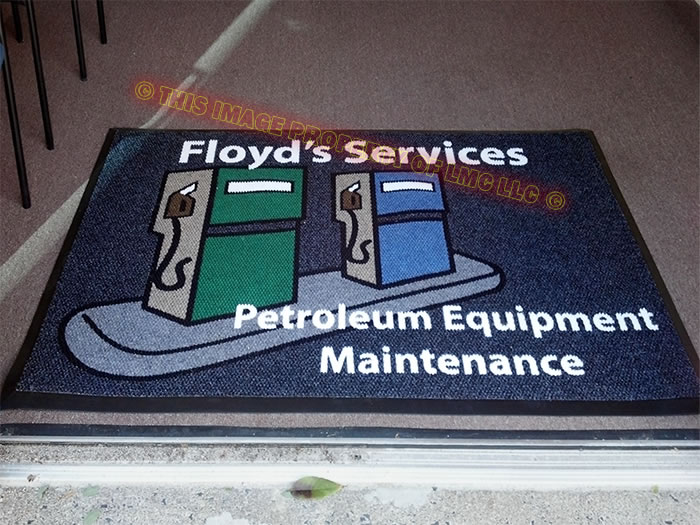 © THIS IMAGE PROPERTY OF LMC LLC ©
Floyd's Services
Petroleum Equipment
Maintenance